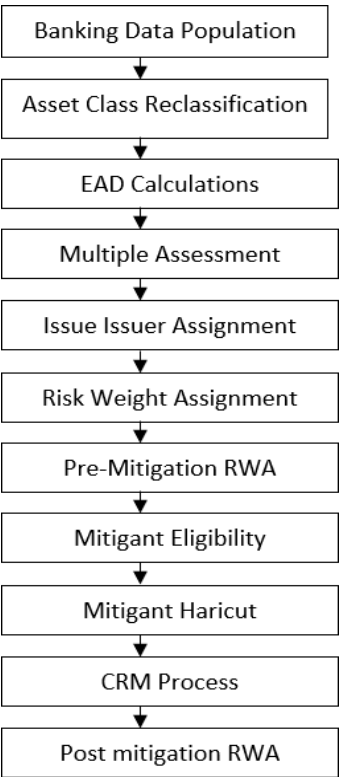 Banking Data Population
Asset Class Reclassification
EAD Calculations
Multiple Assessment
Issue Issuer Assignment
Risk Weight Assignment
Pre-Mitigation RWA
Mitigant Eligibility
Mitigant Haricut
CRM Process
Post mitigation RWA